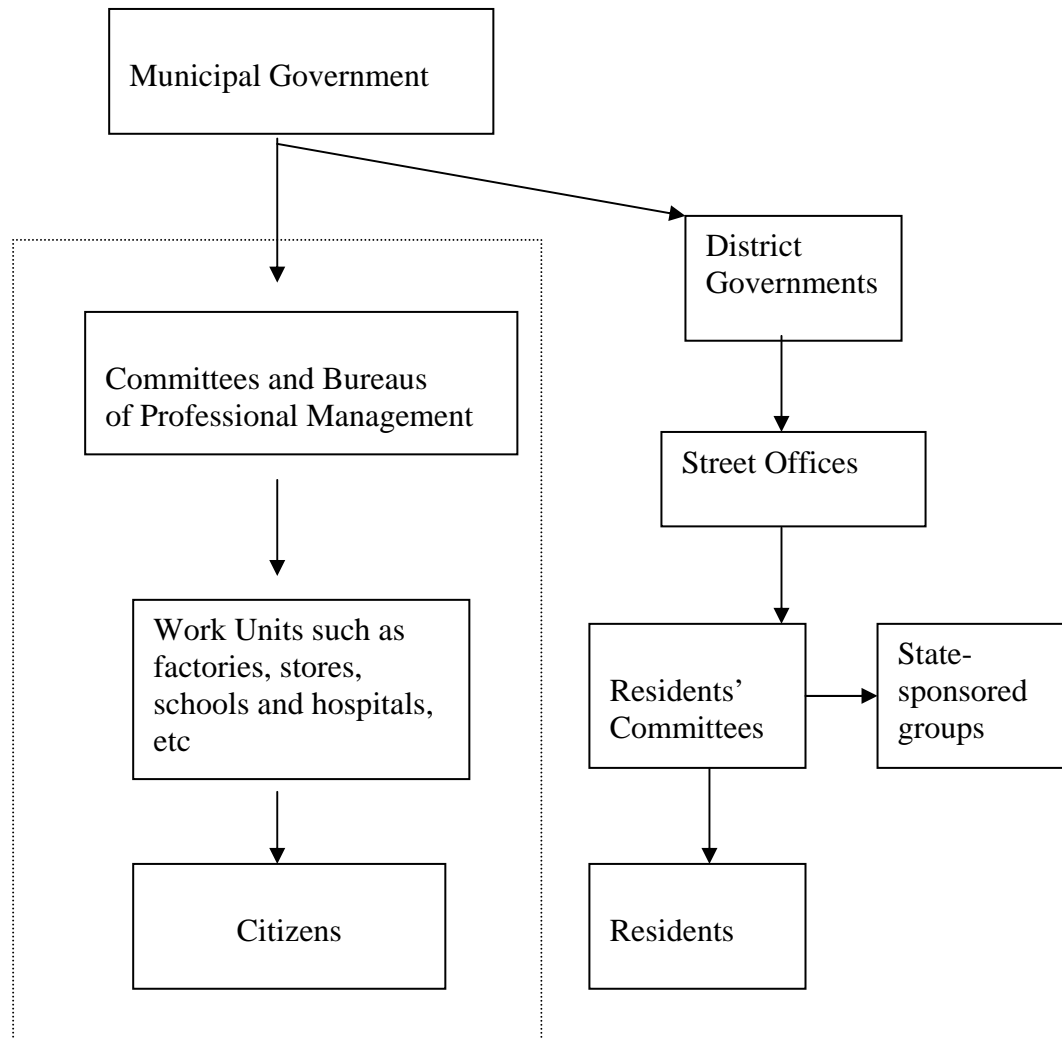 Municipal Government
District
Governments
Committees and Bureaus
of Professional Management
Street Offices
Work Units such as
factories, stores,
schools and hospitals,
etc
Residents’
Committees
State-
sponsored
groups
Citizens
Residents